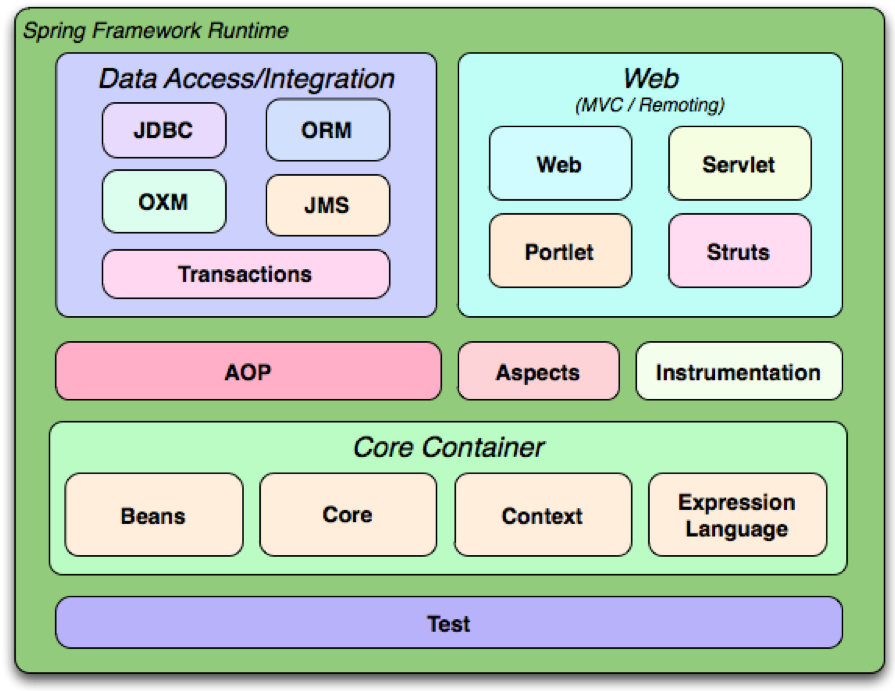 Spring Framework Runtime
Data Access/Integration
JDBC
ORM
OXM
JMS
Transactions
Web
(MVC / Remoting)
Web
Servlet
Portlet
Struts
AOP
Aspects
Instrumentation
Core Container
Beans
Core
Context
Expression
Language
Test